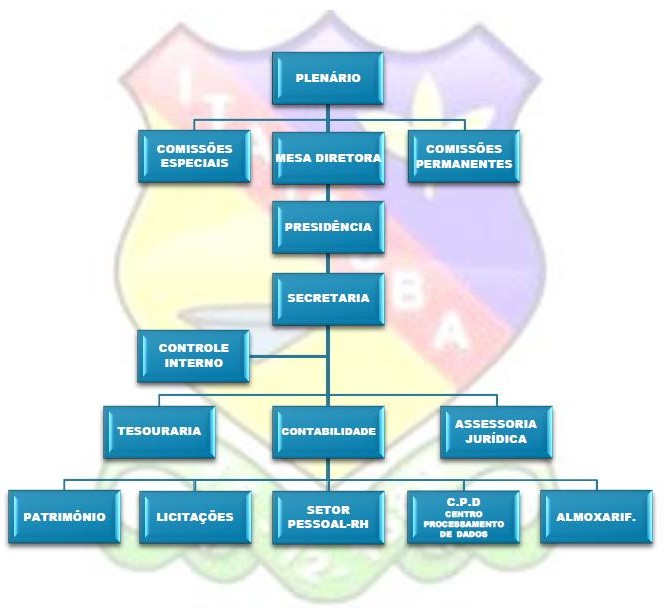 PLENÁRIO
COMISSÕES
ESPECIAIS
MESA DIRETORA
COMISSÕES
PERMANENTES
PRESIDÊNCIA
SECRETARIA
CONTROLE
INTERNO
TESOURARIA
CONTABILIDADE
ASSESSORIA
JURÍDICA
PATRIMÔNIO
LICITAÇÕES
SETOR
PESSOAL-RH
C.P.D
CENTRO
PROCESSAMENTO
DE DADOS
ALMOXARIF.